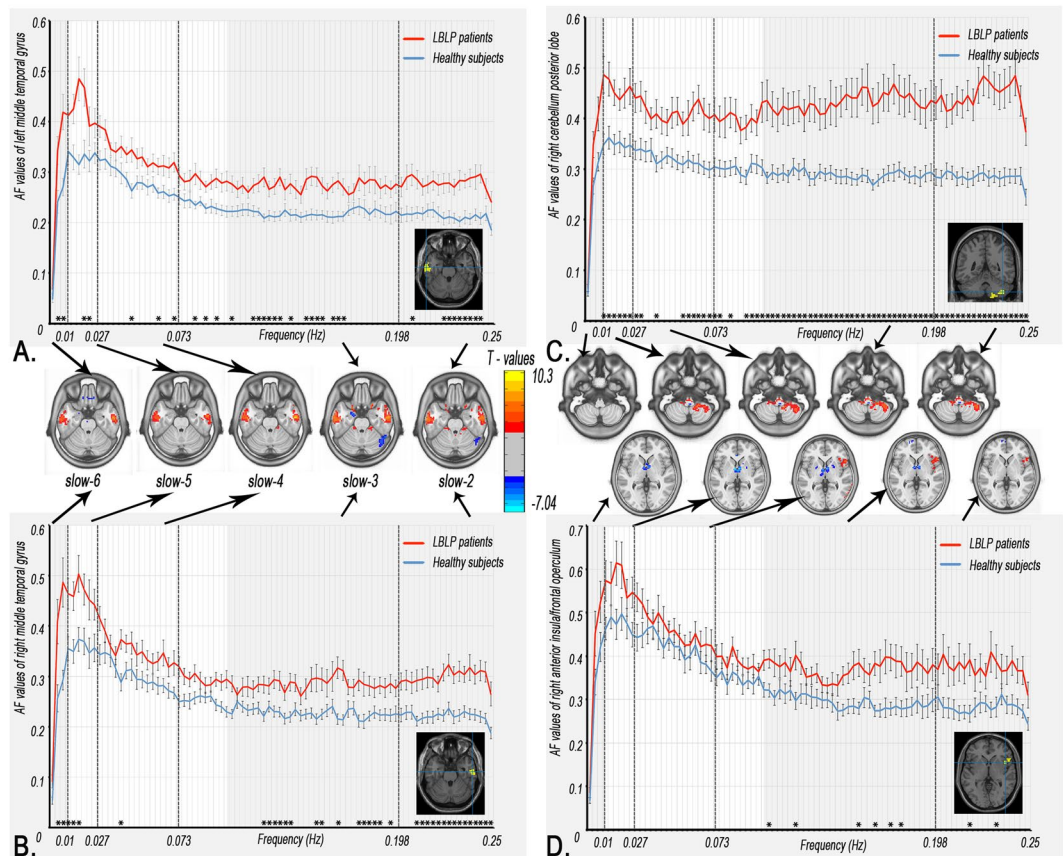 AF values of left middle temporal gyrus
0.6
0.5
0.4
0.3
0.2
0.1
0
LBLP patients
Healthy subjects
0.01 0.027 0.073 Frequency (Hz) 0.198 0.25
A.
AF values of right cerebellum posterior lobe
0.6
0.5
0.4
0.3
0.2
0.1
0
LBLP patients
Healthy subjects
0.01 0.027 0.073 Frequency (Hz) 0.198 0.25
C.
T - values
10.3
-7.04
slow-6 slow-5 slow-4 slow-3 slow-2
AF values of right middle temporal gyrus
0.6
0.5
0.4
0.3
0.2
0.1
0
LBLP patients
Healthy subjects
0.01 0.027 0.073 Frequency (Hz) 0.198 0.25
B.
AF values of right anterior insula/frontal operculum
0.7
0.6
0.5
0.4
0.3
0.2
0.1
0
LBLP patients
Healthy subjects
0.01 0.027 0.073 Frequency (Hz) 0.198 0.25
D.